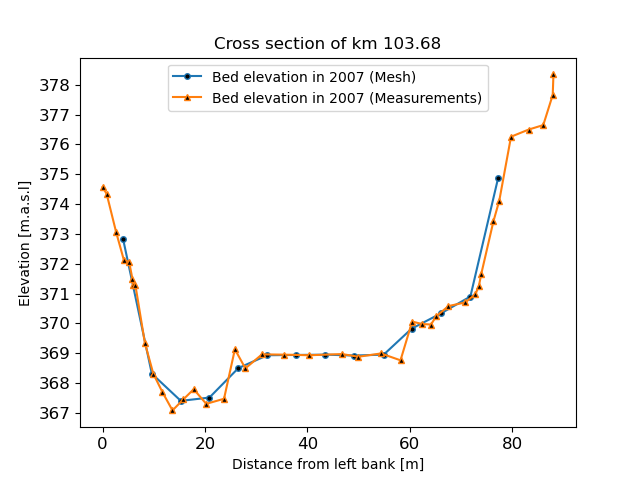 Cross section of km 103.68
Bed elevation in 2007 (Mesh)
Bed elevation in 2007 (Measurements)
Elevation [m.a.s.l]
378
377
376
375
374
373
372
371
370
369
368
367
0 20 40 60 80
Distance from left bank [m]